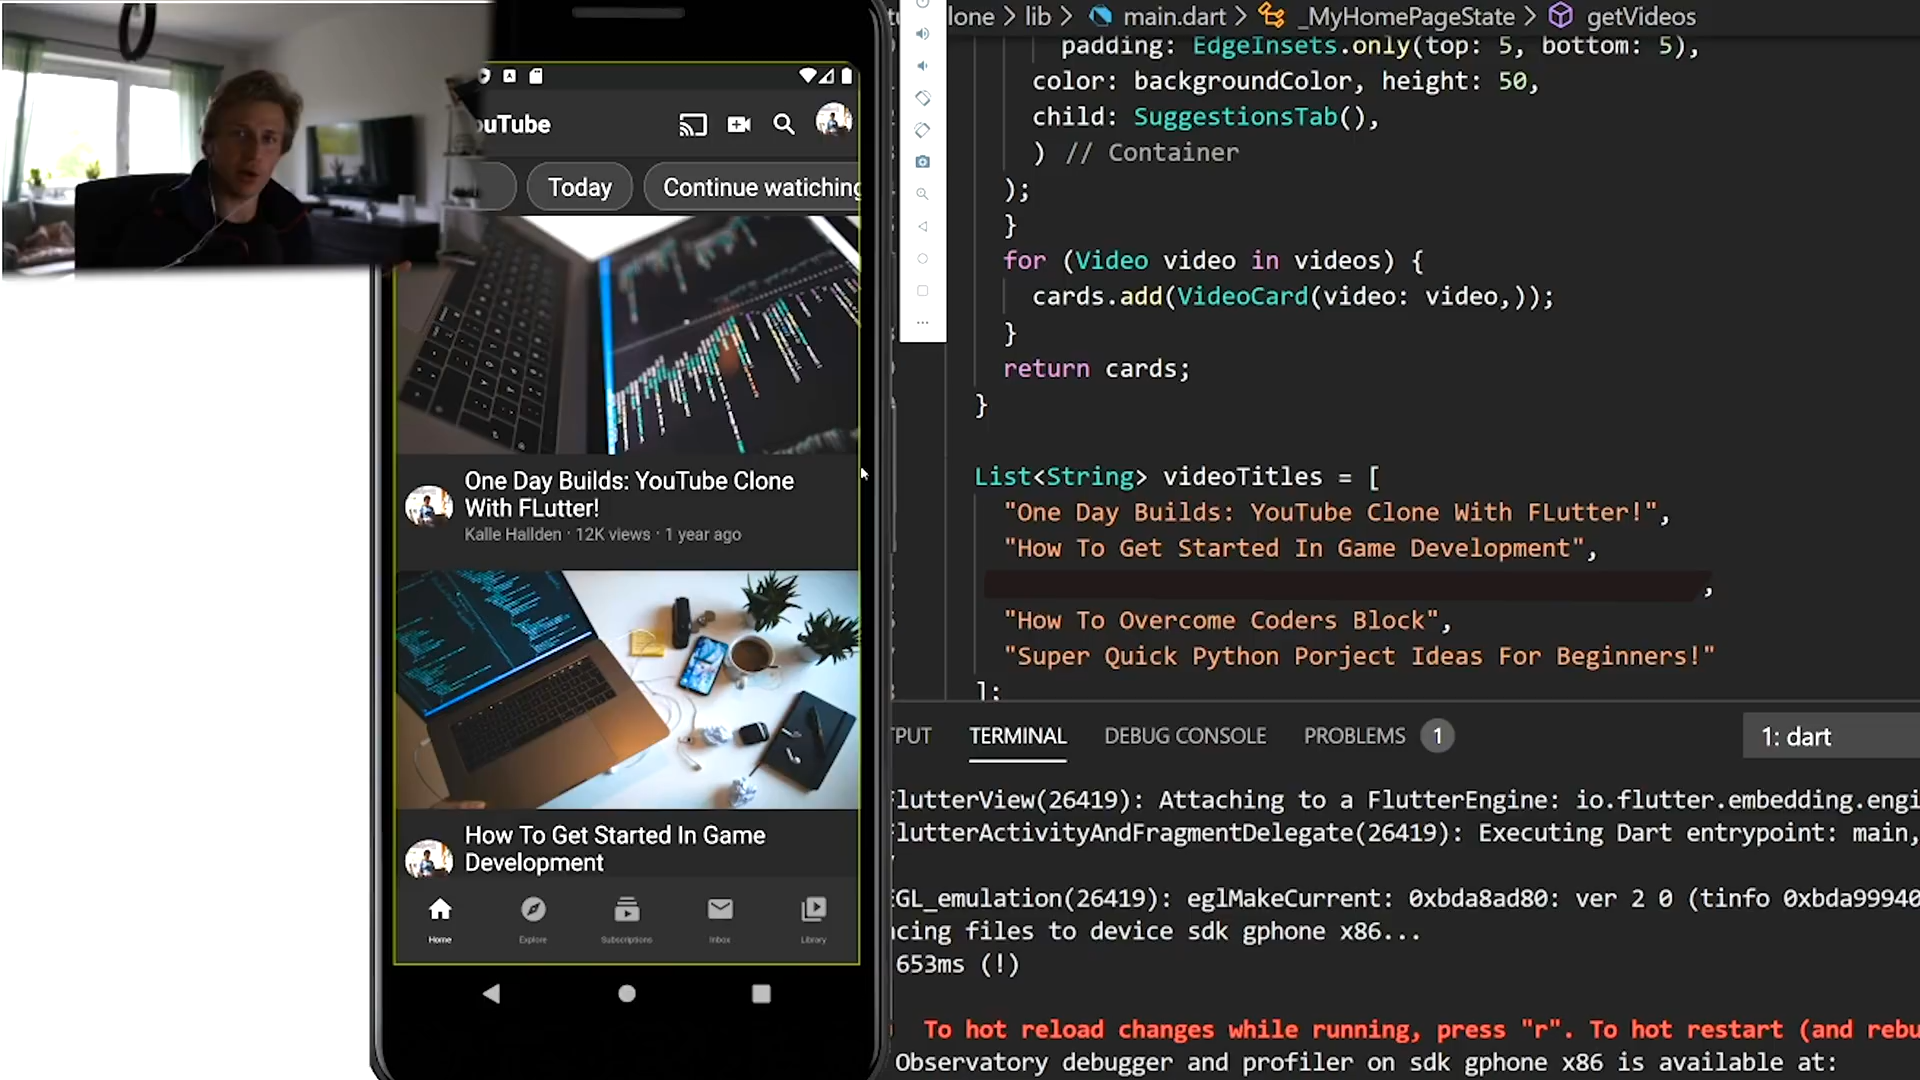 ouTube
Today
Continue watiching
One Day Builds: YouTube Clone
With FLutter!
Kalle Hallden · 12K views · 1 year ago
How To Get Started In Game
Development
Home
Explore
Subscriptions
Inbox
Library
lone > lib > main.dart > _MyHomePageState > getVideos
padding: EdgeInsets.only(top: 5, bottom: 5),
color: backgroundColor, height: 50,
child: SuggestionsTab(),
) // Container
);
}
for (Video video in videos) {
cards.add(VideoCard(video: video,));
}
return cards;
}
List<String> videoTitles = [
"One Day Builds: YouTube Clone With FLutter!",
"How To Get Started In Game Development",
,
"How To Overcome Coders Block",
"Super Quick Python Porject Ideas For Beginners!"
];
PUT TERMINAL DEBUG CONSOLE PROBLEMS 1
1: dart
FlutterView(26419): Attaching to a FlutterEngine: io.flutter.embedding.engi
FlutterActivityAndFragmentDelegate(26419): Executing Dart entrypoint: main,
EGL_emulation(26419): eglMakeCurrent: 0xbda8ad80: ver 2 0 (tinfo 0xbda99940
ncing files to device sdk gphone x86...
653ms (!)
To hot reload changes while running, press "r". To hot restart (and rebu
Observatory debugger and profiler on sdk gphone x86 is available at: